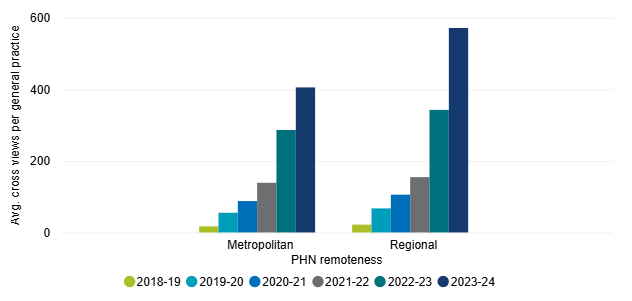 Avg. cross views per general practice
600
400
200
0
Metropolitan
Regional
PHN remoteness
2018-19 2019-20 2020-21 2021-22 2022-23 2023-24